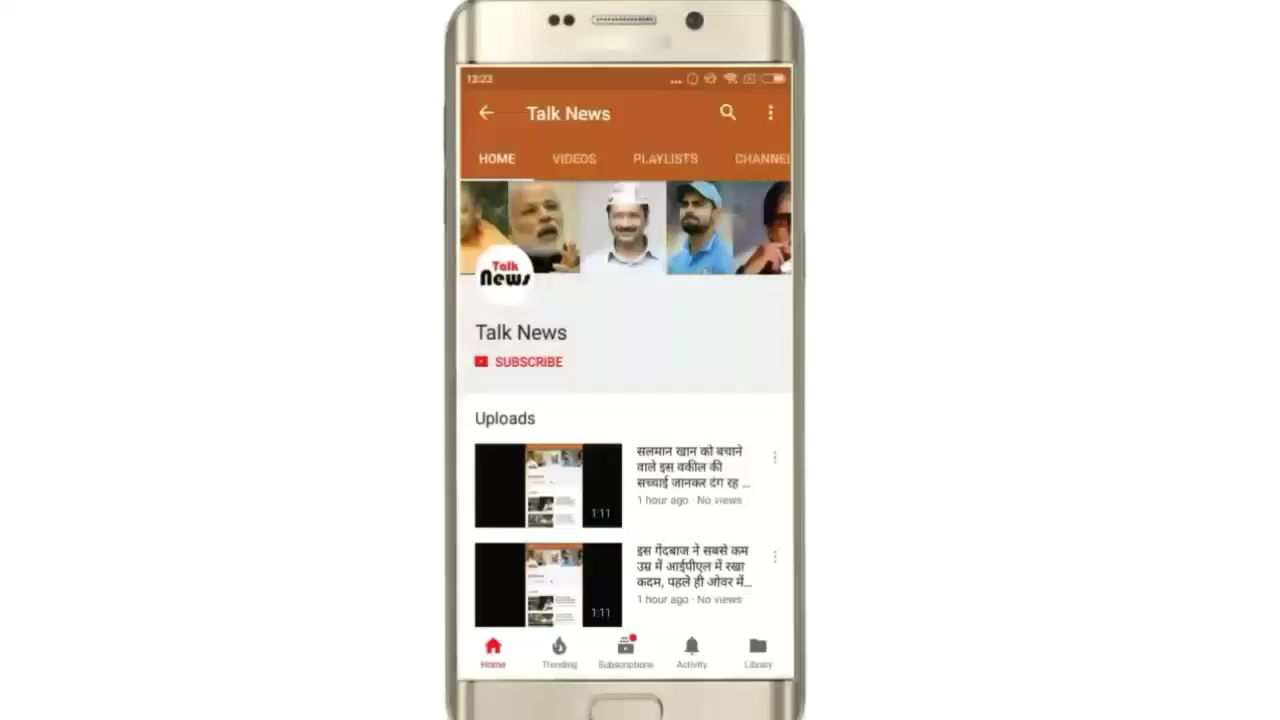 13:23
Talk News
HOME VIDEOS PLAYLISTS CHANNEL
Talk
News
Talk News
SUBSCRIBE
Uploads
सलमान खान को बचाने
वाले इस वकील की
सच्चाई जानकर दंग रह ...
1 hour ago · No views
1:11
इस गेंदबाज ने सबसे कम
उम्र में आईपीएल में रखा
कदम, पहले ही ओवर में...
1 hour ago · No views
1:11
Home Trending Subscriptions Activity Library